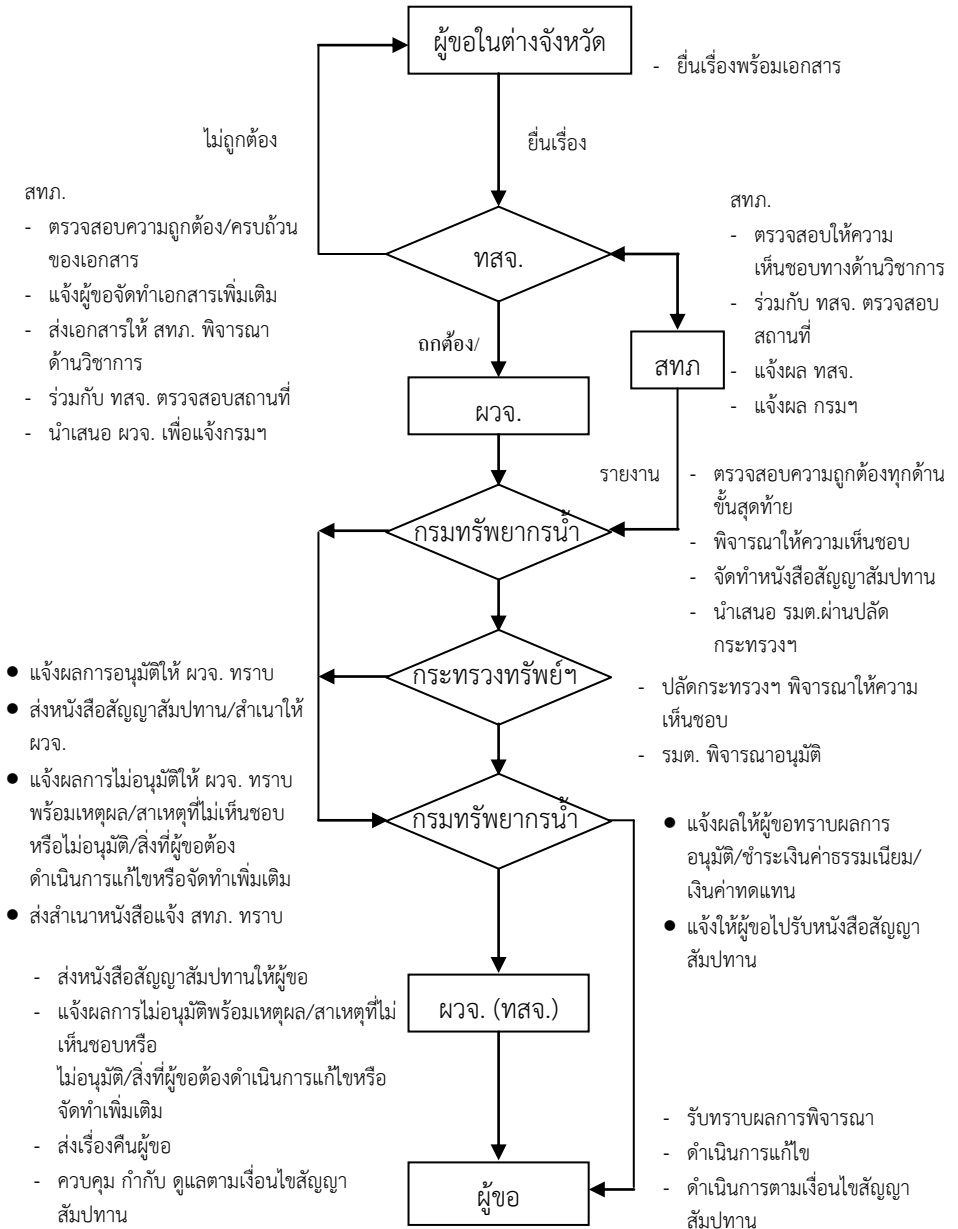 ผู้ขอในต่างจังหวัด
- ยื่นเรื่องพร้อมเอกสาร
ไม่ถูกต้อง
ยื่นเรื่อง
สทภ.
- ตรวจสอบความถูกต้อง/ครบถ้วน
ของเอกสาร
- แจ้งผู้ขอจัดทำเอกสารเพิ่มเติม
- ส่งเอกสารให้ สทภ. พิจารณา
ด้านวิชาการ
- ร่วมกับ ทสจ. ตรวจสอบสถานที่
- นำเสนอ ผวจ. เพื่อแจ้งกรมฯ
ทสจ.
สทภ.
- ตรวจสอบให้ความ
เห็นชอบทางด้านวิชาการ
- ร่วมกับ ทสจ. ตรวจสอบ
สถานที่
- แจ้งผล ทสจ.
- แจ้งผล กรมฯ
สทภ
ถกต้อง/
ผวจ.
รายงาน
- ตรวจสอบความถูกต้องทุกด้าน
ขั้นสุดท้าย
- พิจารณาให้ความเห็นชอบ
- จัดทำหนังสือสัญญาสัมปทาน
- นำเสนอ รมต.ผ่านปลัด
กระทรวงฯ
กรมทรัพยากรน้ำ
กระทรวงทรัพย์ฯ
- ปลัดกระทรวงฯ พิจารณาให้ความ
เห็นชอบ
- รมต. พิจารณาอนุมัติ
● แจ้งผลการอนุมัติให้ ผวจ. ทราบ
● ส่งหนังสือสัญญาสัมปทาน/สำเนาให้
ผวจ.
● แจ้งผลการไม่อนุมัติให้ ผวจ. ทราบ
พร้อมเหตุผล/สาเหตุที่ไม่เห็นชอบ
หรือไม่อนุมัติ/สิ่งที่ผู้ขอต้อง
ดำเนินการแก้ไขหรือจัดทำเพิ่มเติม
● ส่งสำเนาหนังสือแจ้ง สทภ. ทราบ
กรมทรัพยากรน้ำ
● แจ้งผลให้ผู้ขอทราบผลการ
อนุมัติ/ชำระเงินค่าธรรมเนียม/
เงินค่าทดแทน
● แจ้งให้ผู้ขอไปรับหนังสือสัญญา
สัมปทาน
- ส่งหนังสือสัญญาสัมปทานให้ผู้ขอ
- แจ้งผลการไม่อนุมัติพร้อมเหตุผล/สาเหตุที่ไม่
เห็นชอบหรือ
ไม่อนุมัติ/สิ่งที่ผู้ขอต้องดำเนินการแก้ไขหรือ
จัดทำเพิ่มเติม
- ส่งเรื่องคืนผู้ขอ
- ควบคุม กำกับ ดูแลตามเงื่อนไขสัญญา
สัมปทาน
ผวจ. (ทสจ.)
ผู้ขอ
- รับทราบผลการพิจารณา
- ดำเนินการแก้ไข
- ดำเนินการตามเงื่อนไขสัญญา
สัมปทาน